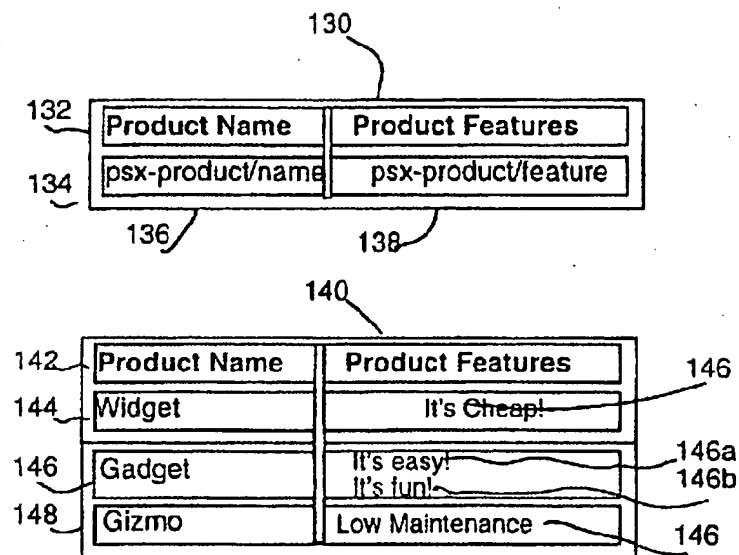 130
132
Product Name Product Features
psx-product/name psx-product/feature
134
136 138
140
142 Product Name Product Features 146
144 Widget It's Cheap!
146 Gadget It's easy! 146a
It's fun! 146b
148 Gizmo Low Maintenance 146